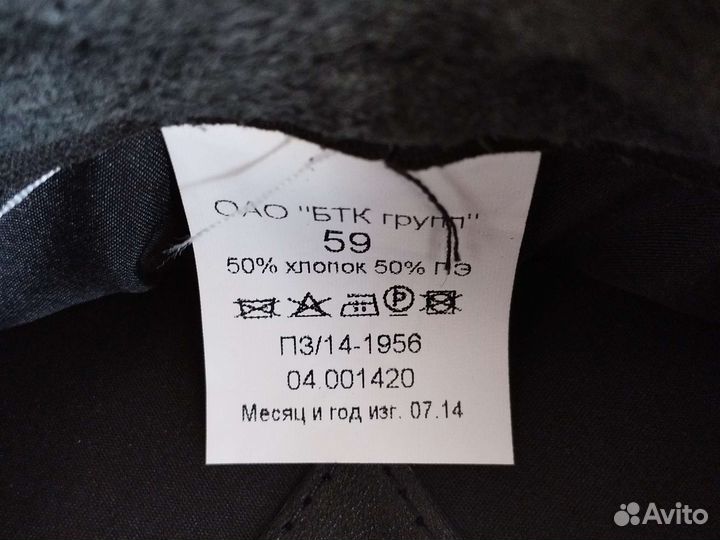 ОАО "БТК групп"
59
50% хлопок 50% ПЭ
P
ПЗ/14-1956
04.001420
Месяц и год изг. 07.14
Avito